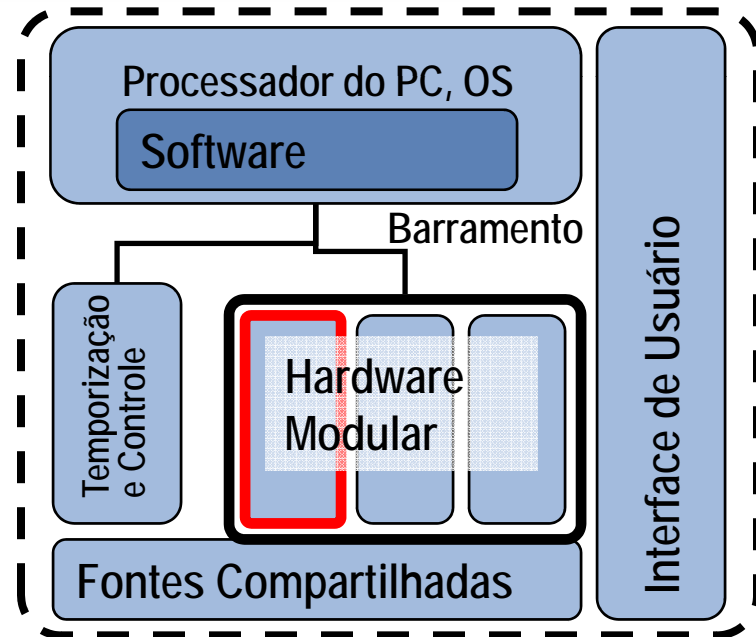 Processador do PC, OS
Software
Barramento
Temporização
e Controle
Hardware
Modular
Interface de Usuário
Fontes Compartilhadas